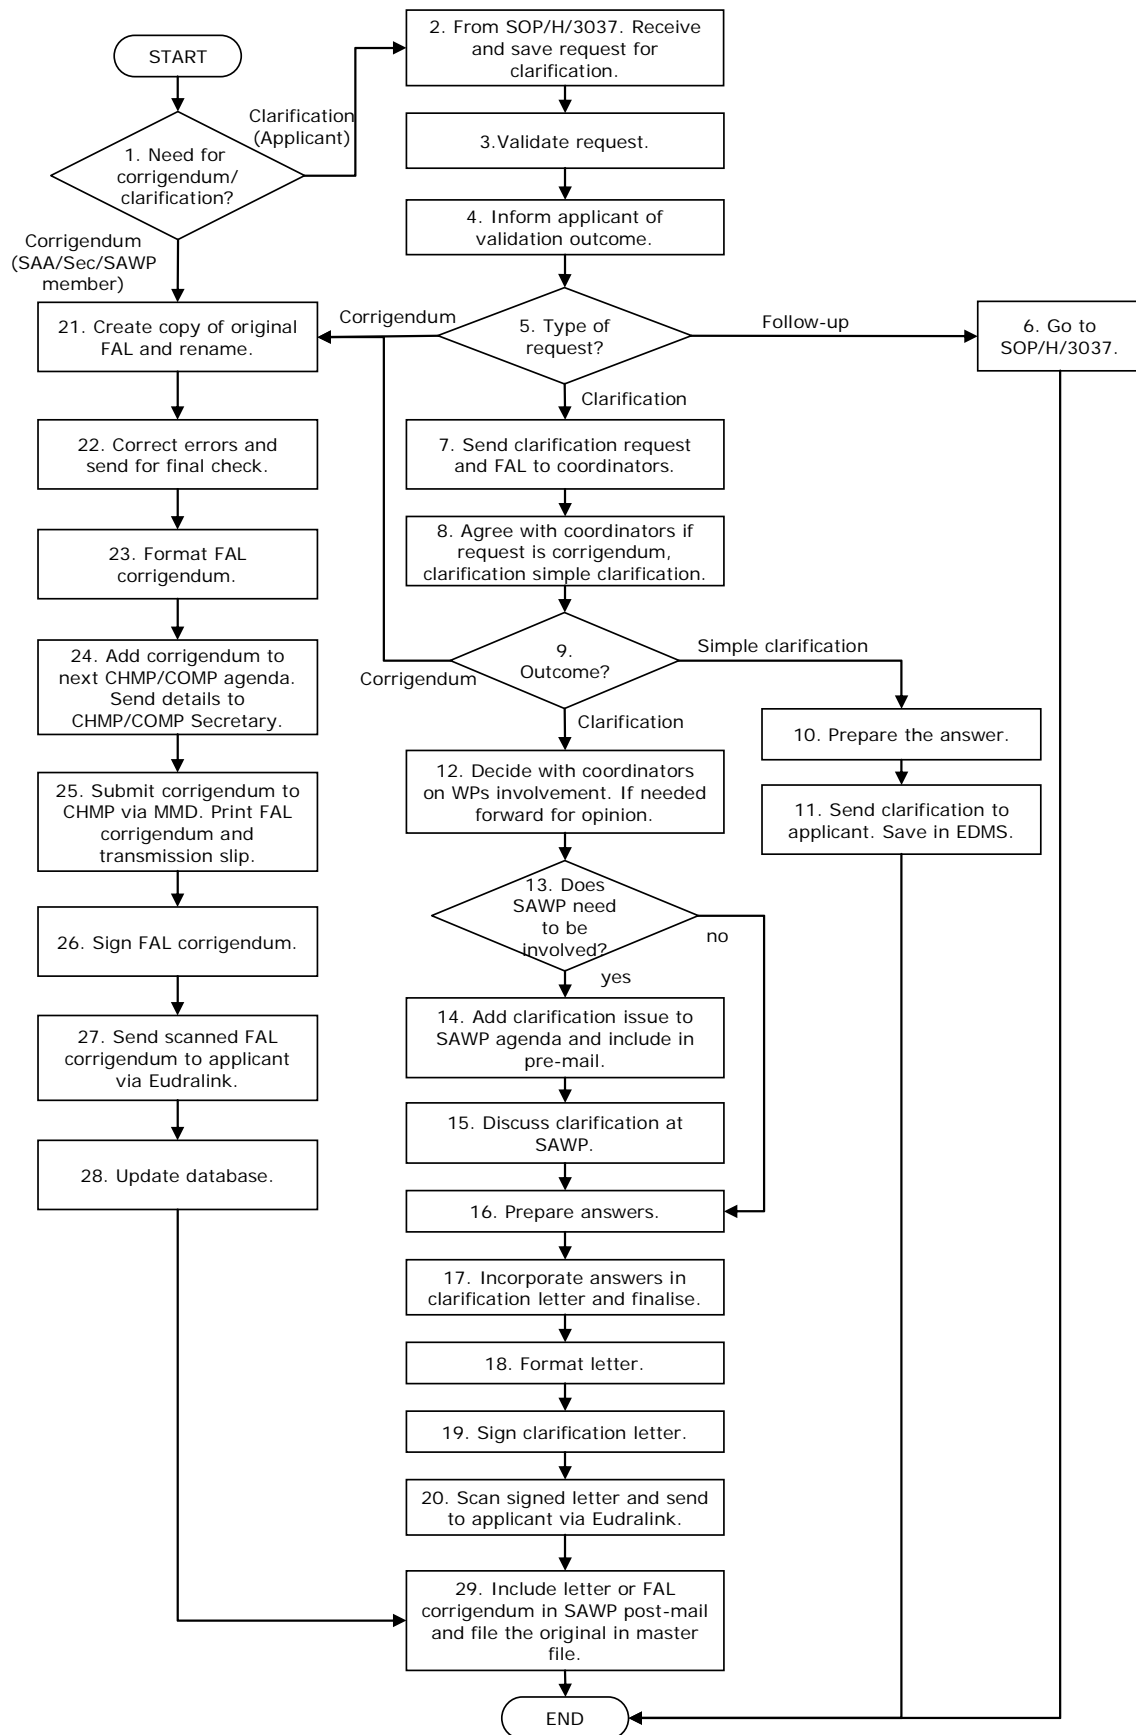 START
1. Need for
corrigendum/
clarification?
Clarification
(Applicant)
Corrigendum
(SAA/Sec/SAWP
member)
2. From SOP/H/3037. Receive
and save request for
clarification.
3.Validate request.
4. Inform applicant of
validation outcome.
5. Type of
request?
Corrigendum
Follow-up
Clarification
6. Go to
SOP/H/3037.
7. Send clarification request
and FAL to coordinators.
8. Agree with coordinators if
request is corrigendum,
clarification simple clarification.
9.
Outcome?
Corrigendum
Simple clarification
Clarification
10. Prepare the answer.
11. Send clarification to
applicant. Save in EDMS.
12. Decide with coordinators
on WPs involvement. If needed
forward for opinion.
13. Does
SAWP need
to be
involved?
no
yes
14. Add clarification issue to
SAWP agenda and include in
pre-mail.
15. Discuss clarification at
SAWP.
16. Prepare answers.
17. Incorporate answers in
clarification letter and finalise.
18. Format letter.
19. Sign clarification letter.
20. Scan signed letter and send
to applicant via Eudralink.
21. Create copy of original
FAL and rename.
22. Correct errors and
send for final check.
23. Format FAL
corrigendum.
24. Add corrigendum to
next CHMP/COMP agenda.
Send details to
CHMP/COMP Secretary.
25. Submit corrigendum to
CHMP via MMD. Print FAL
corrigendum and
transmission slip.
26. Sign FAL corrigendum.
27. Send scanned FAL
corrigendum to applicant
via Eudralink.
28. Update database.
29. Include letter or FAL
corrigendum in SAWP post-mail
and file the original in master
file.
END